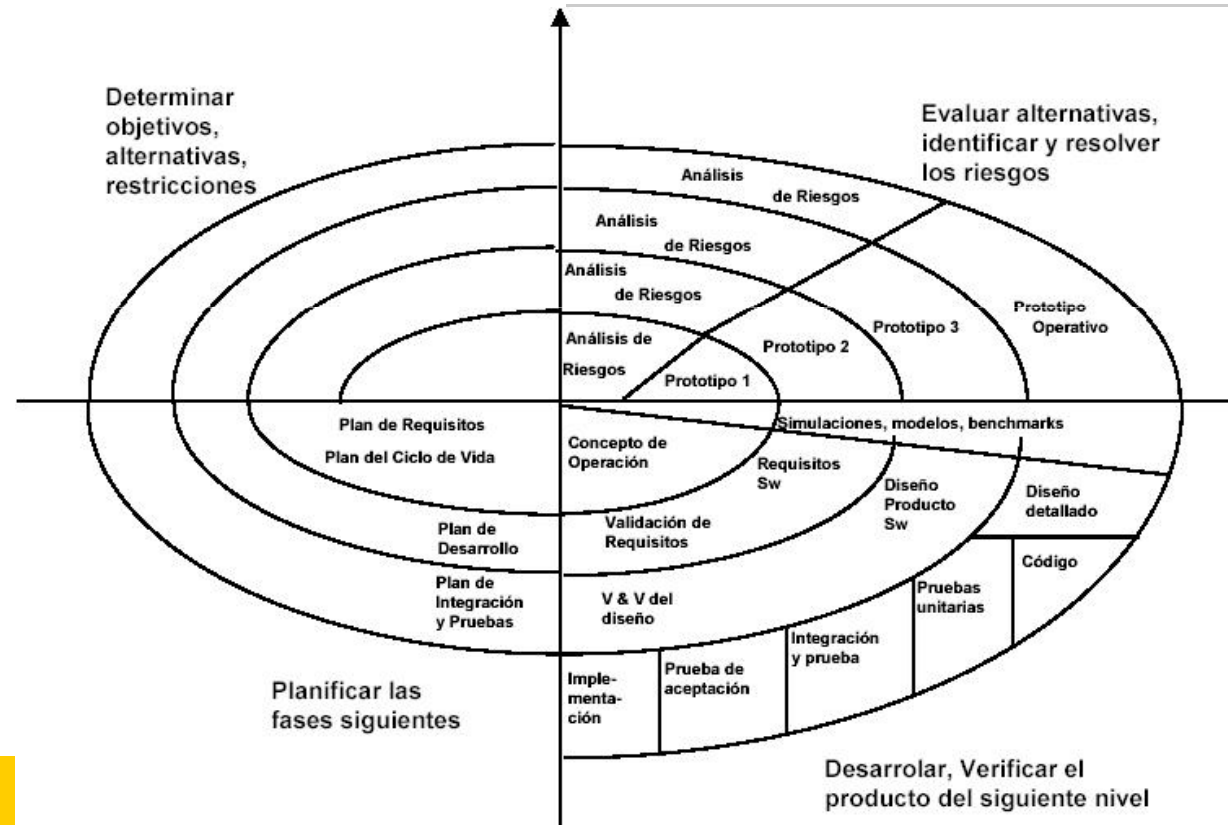 Determinar
objetivos,
alternativas,
restricciones
Evaluar alternativas,
identificar y resolver
los riesgos
Análisis
de Riesgos
Análisis
de Riesgos
Análisis
de Riesgos
Análisis de
Riesgos
Prototipo 1
Prototipo 2
Prototipo 3
Prototipo
Operativo
Simulaciones, modelos, benchmarks
Plan de Requisitos
Plan del Ciclo de Vida
Concepto de
Operación
Requisitos
Sw
Diseño
Producto
Sw
Diseño
detallado
Plan de
Desarrollo
Validación de
Requisitos
Código
Pruebas
unitarias
Plan de
Integración
y Pruebas
V & V del
diseño
Integración
y prueba
Prueba de
aceptación
Imple-
menta-
ción
Planificar las
fases siguientes
Desarrolar, Verificar el
producto del siguiente nivel